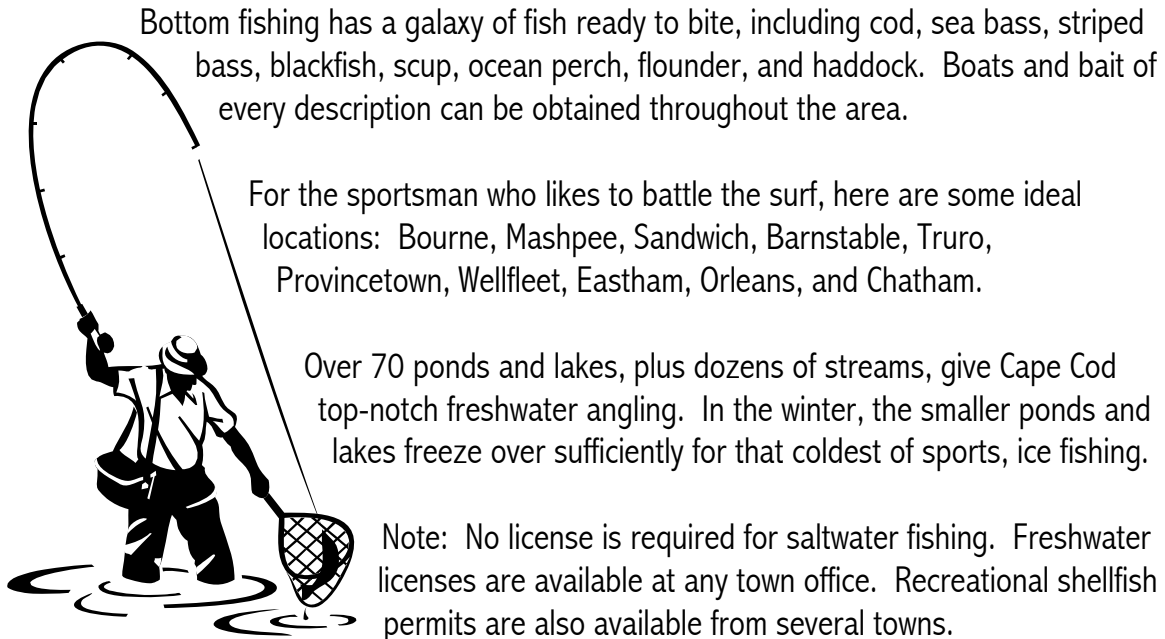 Bottom fishing has a galaxy of fish ready to bite, including cod, sea bass, striped
bass, blackfish, scup, ocean perch, flounder, and haddock.  Boats and bait of
every description can be obtained throughout the area.
For the sportsman who likes to battle the surf, here are some ideal
locations:  Bourne, Mashpee, Sandwich, Barnstable, Truro,
Provincetown, Wellfleet, Eastham, Orleans, and Chatham.
Over 70 ponds and lakes, plus dozens of streams, give Cape Cod
top-notch freshwater angling.  In the winter, the smaller ponds and
lakes freeze over sufficiently for that coldest of sports, ice fishing.
Note:  No license is required for saltwater fishing.  Freshwater
licenses are available at any town office.  Recreational shellfish
permits are also available from several towns.